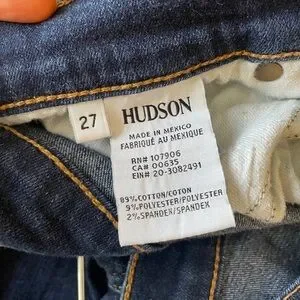 27
HUDSON
MADE IN MEXICO
FABRIQUÉ AU MEXIQUE
RN# 107906
CA# 00635
EIN# 20-3082491
89% COTTON/COTON
9% POLYESTER/POLYESTER
2% SPANDEX/SPANDEX